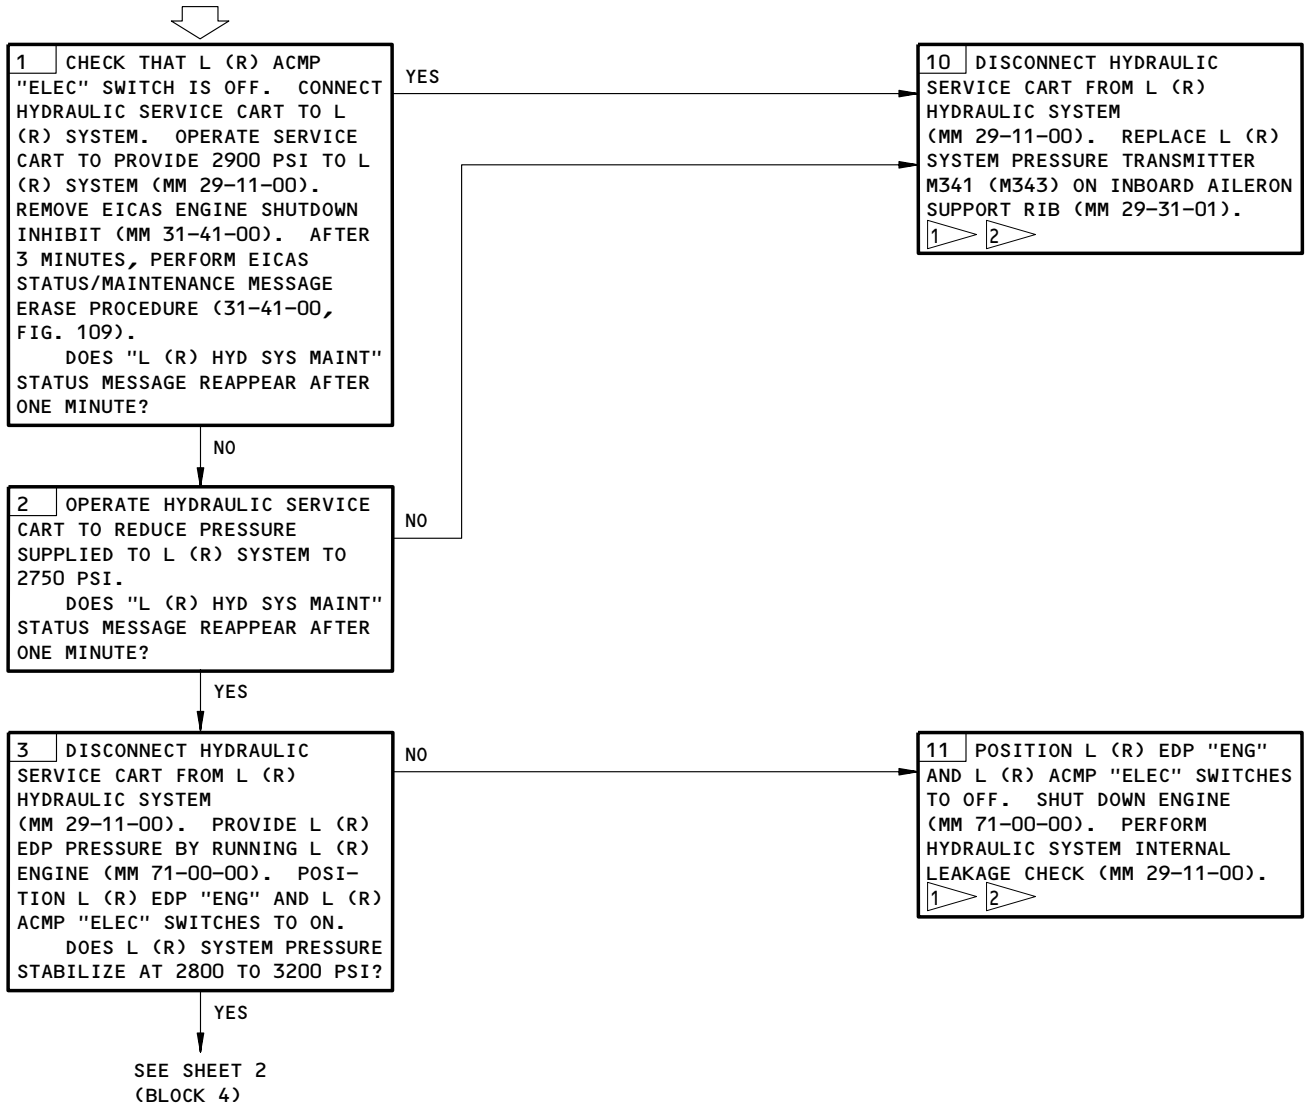 1 CHECK THAT L (R) ACMP
"ELEC" SWITCH IS OFF. CONNECT
HYDRAULIC SERVICE CART TO L
(R) SYSTEM. OPERATE SERVICE
CART TO PROVIDE 2900 PSI TO L
(R) SYSTEM (MM 29-11-00).
REMOVE EICAS ENGINE SHUTDOWN
INHIBIT (MM 31-41-00). AFTER
3 MINUTES, PERFORM EICAS
STATUS/MAINTENANCE MESSAGE
ERASE PROCEDURE (31-41-00,
FIG. 109).
DOES "L (R) HYD SYS MAINT"
STATUS MESSAGE REAPPEAR AFTER
ONE MINUTE?
YES
10 DISCONNECT HYDRAULIC
SERVICE CART FROM L (R)
HYDRAULIC SYSTEM
(MM 29-11-00). REPLACE L (R)
SYSTEM PRESSURE TRANSMITTER
M341 (M343) ON INBOARD AILERON
SUPPORT RIB (MM 29-31-01).
1 2
NO
2 OPERATE HYDRAULIC SERVICE
CART TO REDUCE PRESSURE
SUPPLIED TO L (R) SYSTEM TO
2750 PSI.
DOES "L (R) HYD SYS MAINT"
STATUS MESSAGE REAPPEAR AFTER
ONE MINUTE?
NO
YES
3 DISCONNECT HYDRAULIC
SERVICE CART FROM L (R)
HYDRAULIC SYSTEM
(MM 29-11-00). PROVIDE L (R)
EDP PRESSURE BY RUNNING L (R)
ENGINE (MM 71-00-00). POSI-
TION L (R) EDP "ENG" AND L (R)
ACMP "ELEC" SWITCHES TO ON.
DOES L (R) SYSTEM PRESSURE
STABILIZE AT 2800 TO 3200 PSI?
NO
11 POSITION L (R) EDP "ENG"
AND L (R) ACMP "ELEC" SWITCHES
TO OFF. SHUT DOWN ENGINE
(MM 71-00-00). PERFORM
HYDRAULIC SYSTEM INTERNAL
LEAKAGE CHECK (MM 29-11-00).
1 2
YES
SEE SHEET 2
(BLOCK 4)